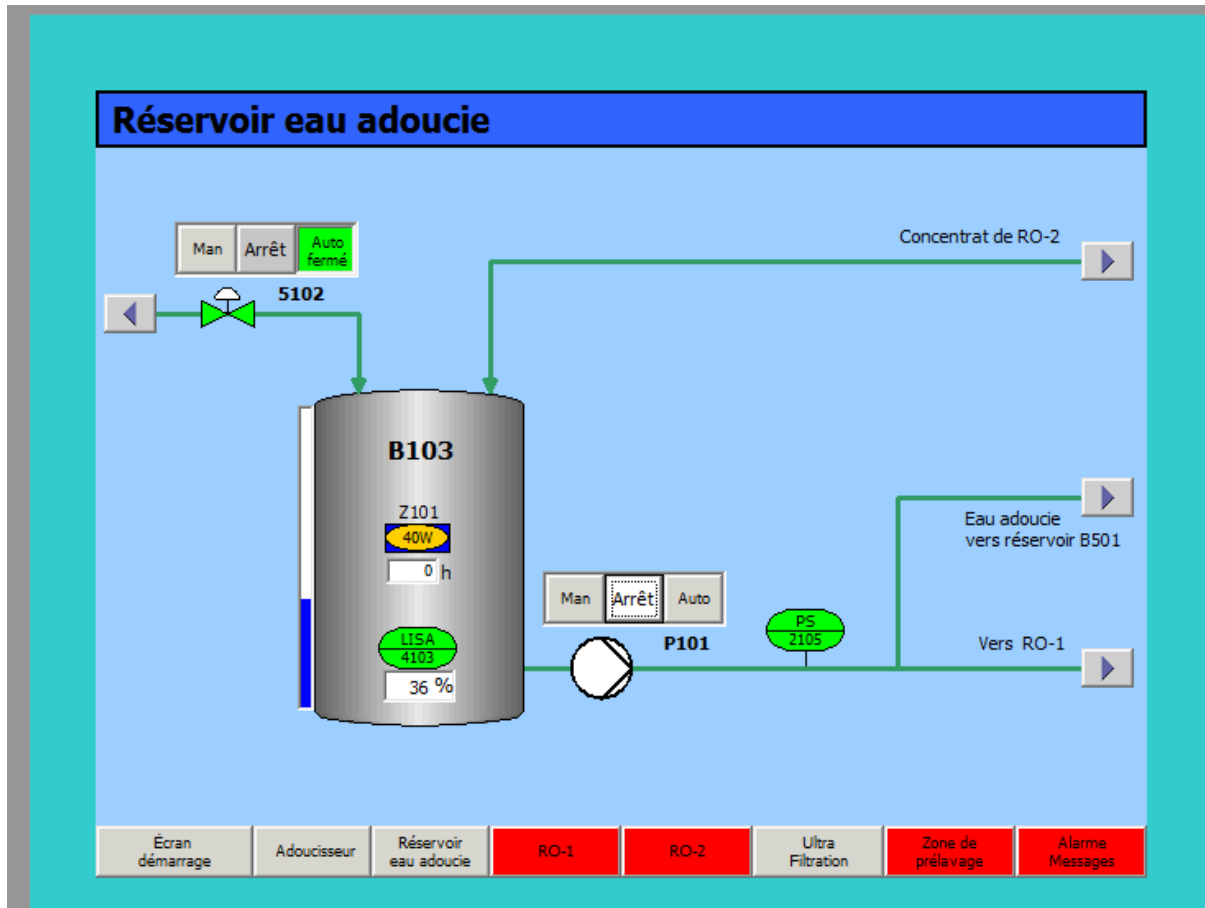 Réservoir eau adoucie
Concentrat de RO-2
Man Arrêt Auto
fermé
5102
B103
Z101
40W
0 h
Eau adoucie
vers réservoir B501
Man Arrêt Auto
P101
PS
2105
LISA
4103
36 %
Vers RO-1
Écran
démarrage
Adoucisseur
Réservoir
eau adoucie
RO-1
RO-2
Ultra
Filtration
Zone de
prélavage
Alarme
Messages